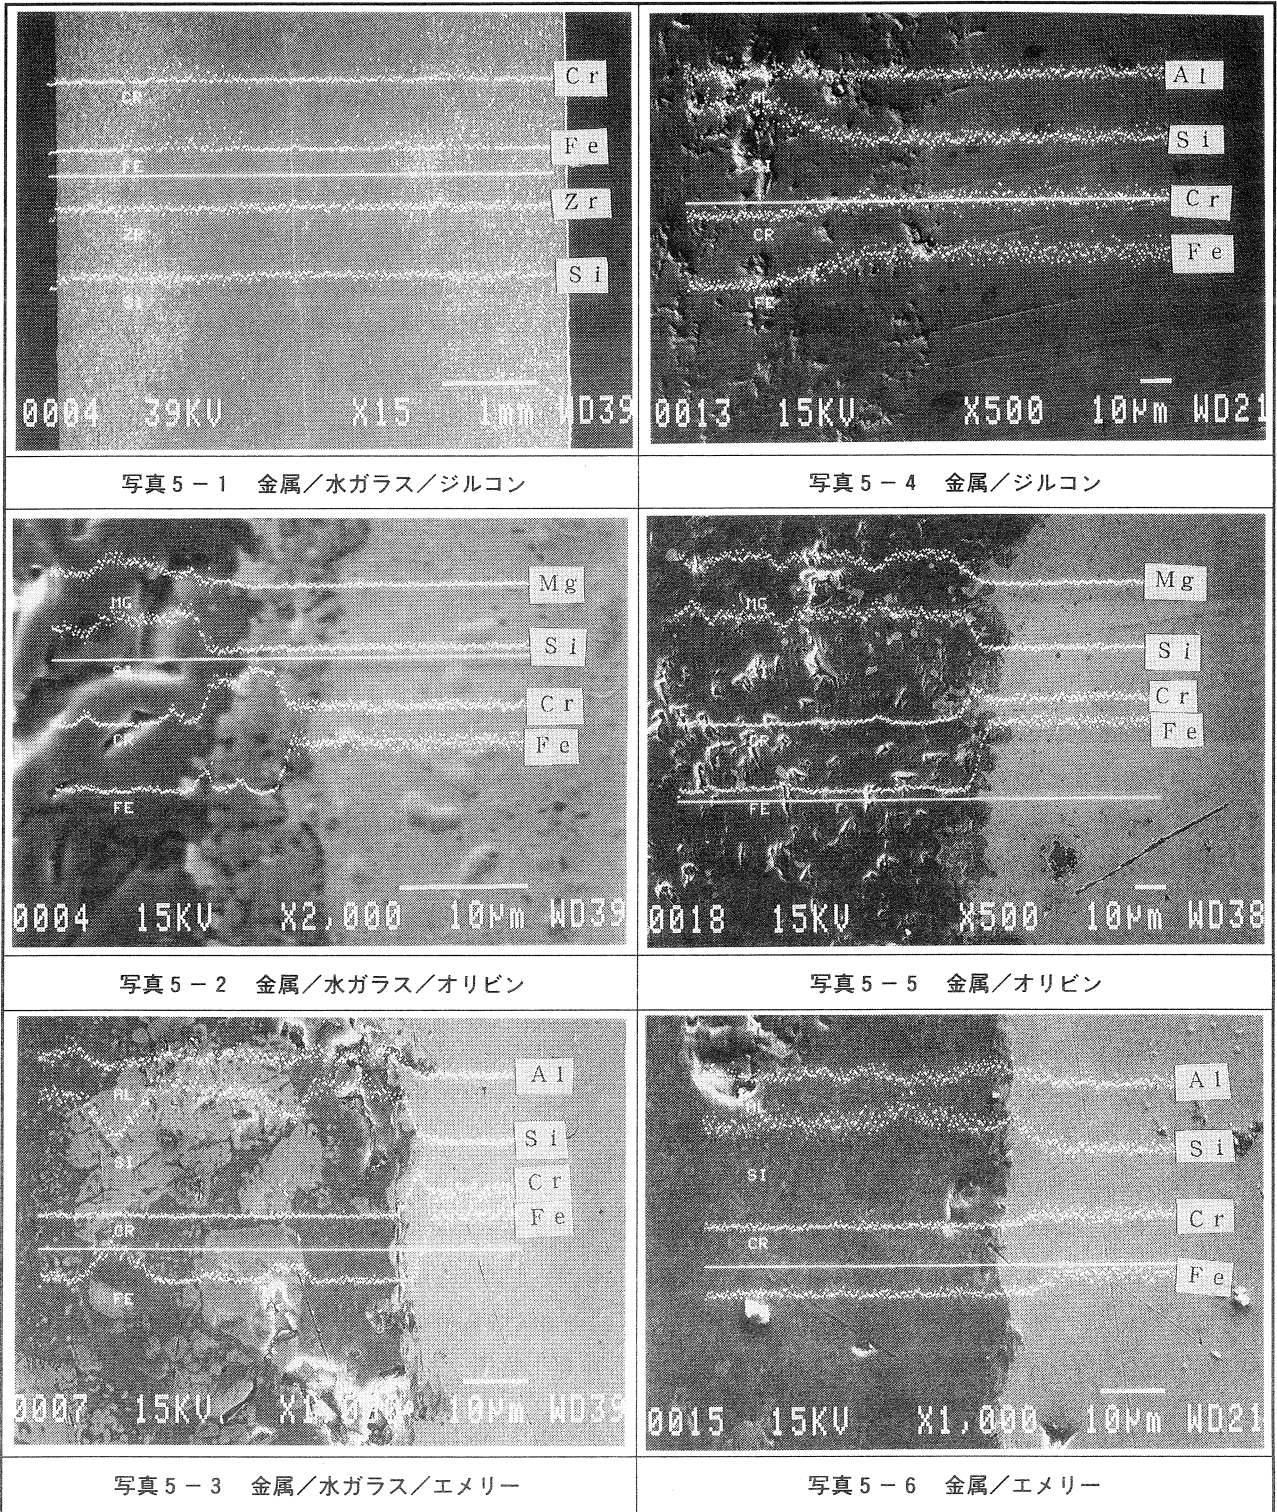 Cr
CR
Fe
FE
Zr
ZR
Si
SI
0004 39KV X15 1mm WD39
写真5－1 金属／水ガラス／ジルコン
Al
AL
Si
SI
Cr
CR
Fe
FE
0013 15KV X500 10μm WD21
写真5－4 金属／ジルコン
Mg
MG
Si
Cr
CR
Fe
FE
0004 15KV X2,000 10μm WD39
写真5－2 金属／水ガラス／オリビン
Mg
MG
Si
Cr
CR
Fe
FE
0018 15KV X500 10μm WD38
写真5－5 金属／オリビン
Al
AL
Si
SI
Cr
Fe
CR
FE
0007 15KV X1,000 10μm WD39
写真5－3 金属／水ガラス／エメリー
Al
AL
Si
SI
Cr
CR
Fe
0015 15KV X1,000 10μm WD21
写真5－6 金属／エメリー